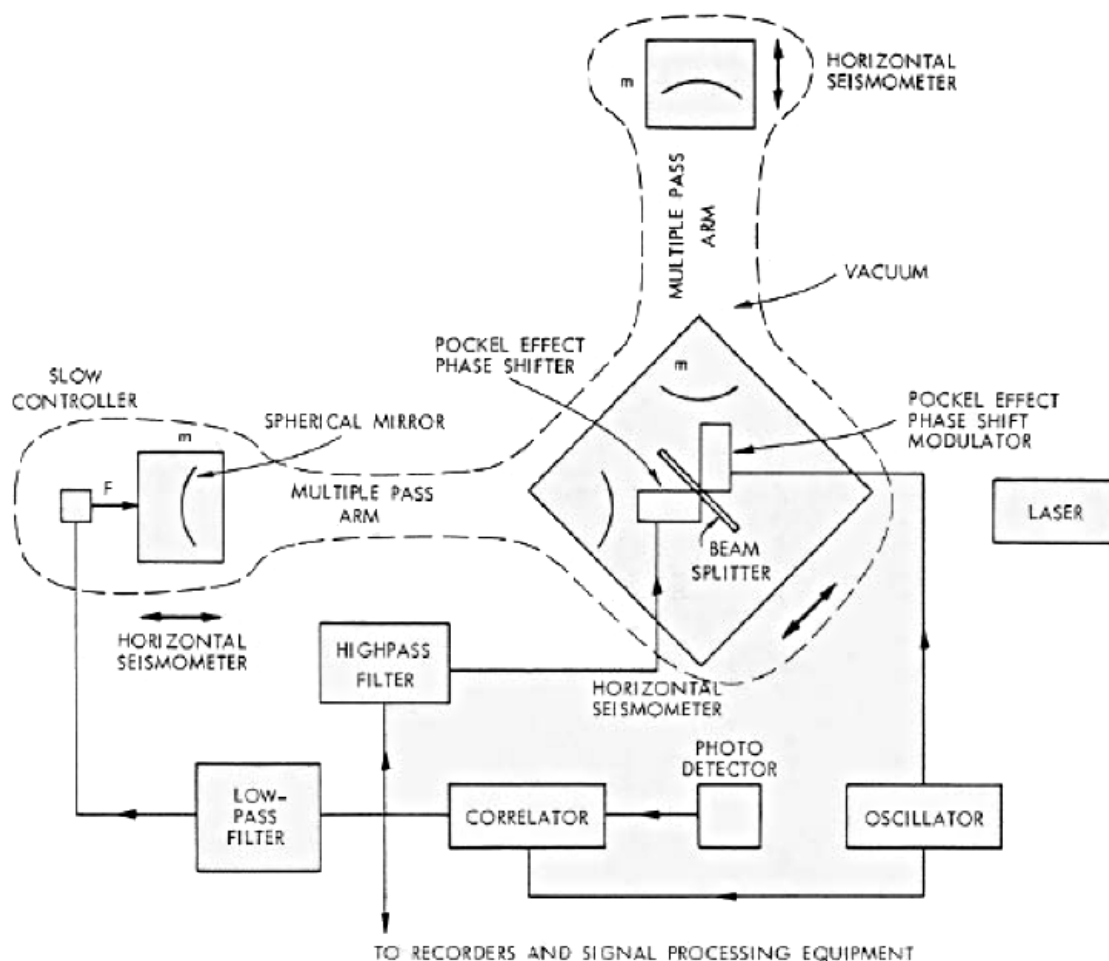 m
HORIZONTAL
SEISMOMETER
MULTIPLE PASS
ARM
VACUUM
POCKEL EFFECT
PHASE SHIFTER
m
SLOW
CONTROLLER
POCKEL EFFECT
PHASE SHIFT
MODULATOR
SPHERICAL MIRROR
m
F
MULTIPLE PASS
ARM
LASER
BEAM
SPLITTER
HORIZONTAL
SEISMOMETER
HIGHPASS
FILTER
HORIZONTAL
SEISMOMETER
PHOTO
DETECTOR
LOW-
PASS
FILTER
CORRELATOR
OSCILLATOR
TO RECORDERS AND SIGNAL PROCESSING EQUIPMENT